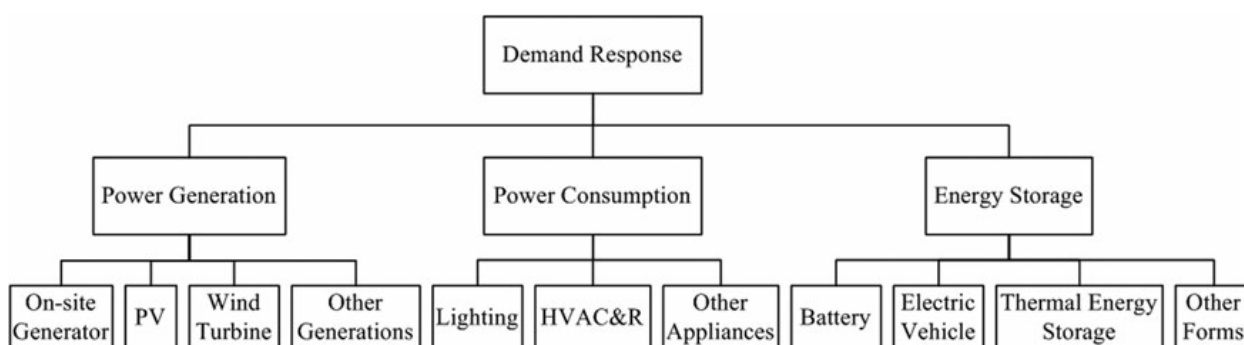 Demand Response
Power Generation
Power Consumption
Energy Storage
On-site
Generator
PV
Wind
Turbine
Other
Generations
Lighting
HVAC&R
Other
Appliances
Battery
Electric
Vehicle
Thermal Energy
Storage
Other
Forms